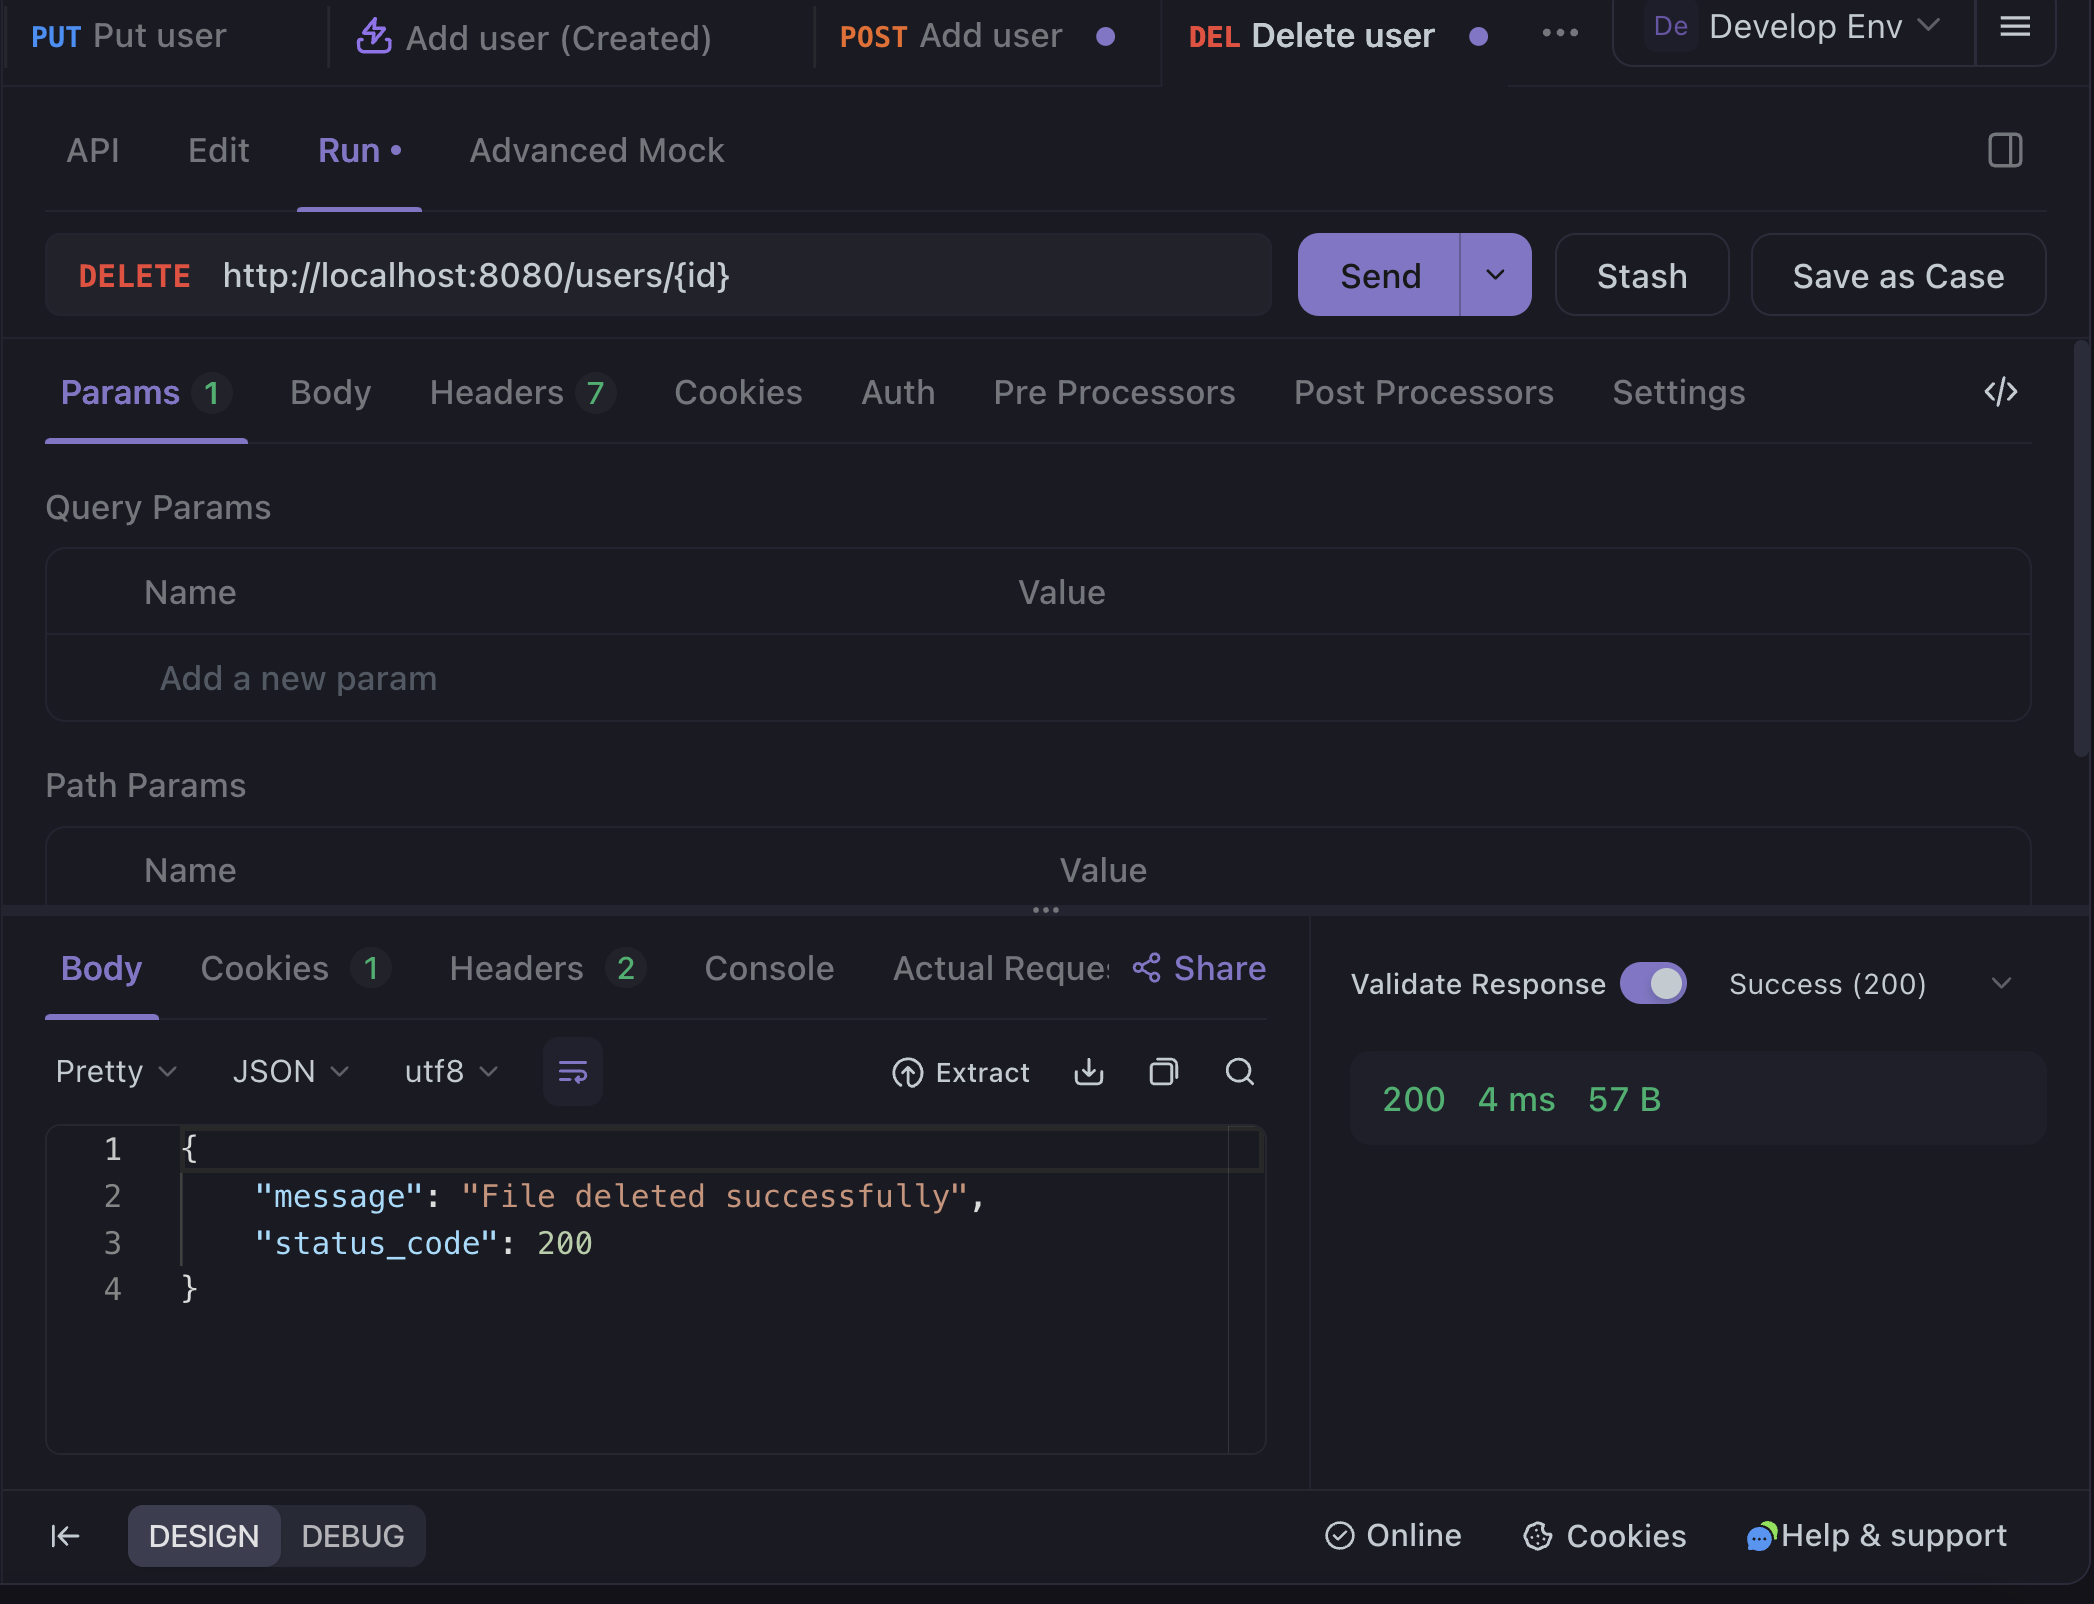 PUT Put user Add user (Created) POST Add user DEL Delete user De Develop Env
API Edit Run Advanced Mock
DELETE http://localhost:8080/users/{id} Send Stash Save as Case
Params 1 Body Headers 7 Cookies Auth Pre Processors Post Processors Settings
Query Params
Name Value
Add a new param
Path Params
Name Value
Body Cookies 1 Headers 2 Console Actual Reques Share
Validate Response Success (200)
Pretty JSON utf8 Extract
200 4 ms 57 B
1 {
2 "message": "File deleted successfully",
3 "status_code": 200
4 }
DESIGN DEBUG Online Cookies Help & support